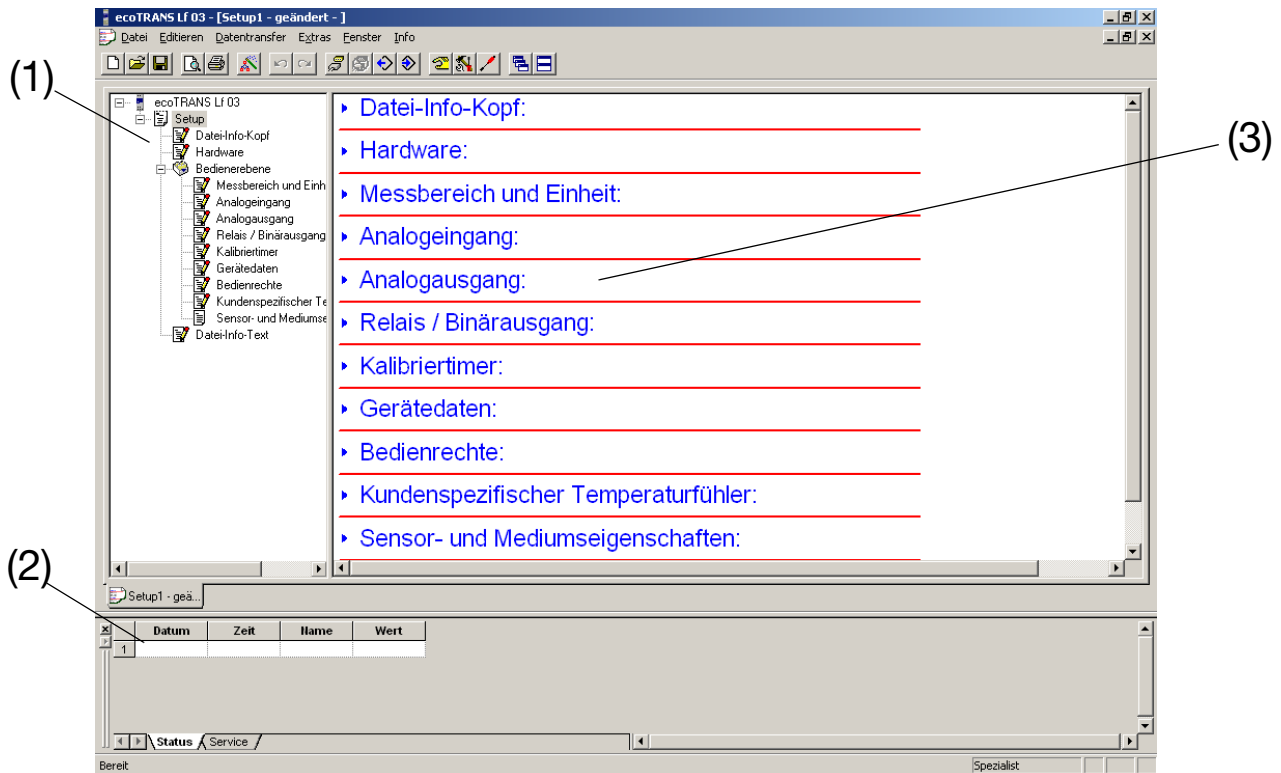 ecoTRANS Lf 03 - [Setup1 - geändert - ]
Datei Editieren Datentransfer Extras Fenster Info
(1)
ecoTRANS Lf 03
Setup
Datei-Info-Kopf
Hardware
Bedienerebene
Messbereich und Einh
Analogeingang
Analogausgang
Relais / Binärausgang
Kalibriertimer
Gerätedaten
Bedienrechte
Kundenspezifischer Te
Sensor- und Mediumse
Datei-Info-Text
Datei-Info-Kopf:
Hardware:
Messbereich und Einheit:
Analogeingang:
Analogausgang:
Relais / Binärausgang:
Kalibriertimer:
Gerätedaten:
Bedienrechte:
Kundenspezifischer Temperaturfühler:
Sensor- und Mediumseigenschaften:
(3)
(2)
Setup1 - geä...
Datum Zeit Name Wert
1
Status Service
Bereit Spezialist